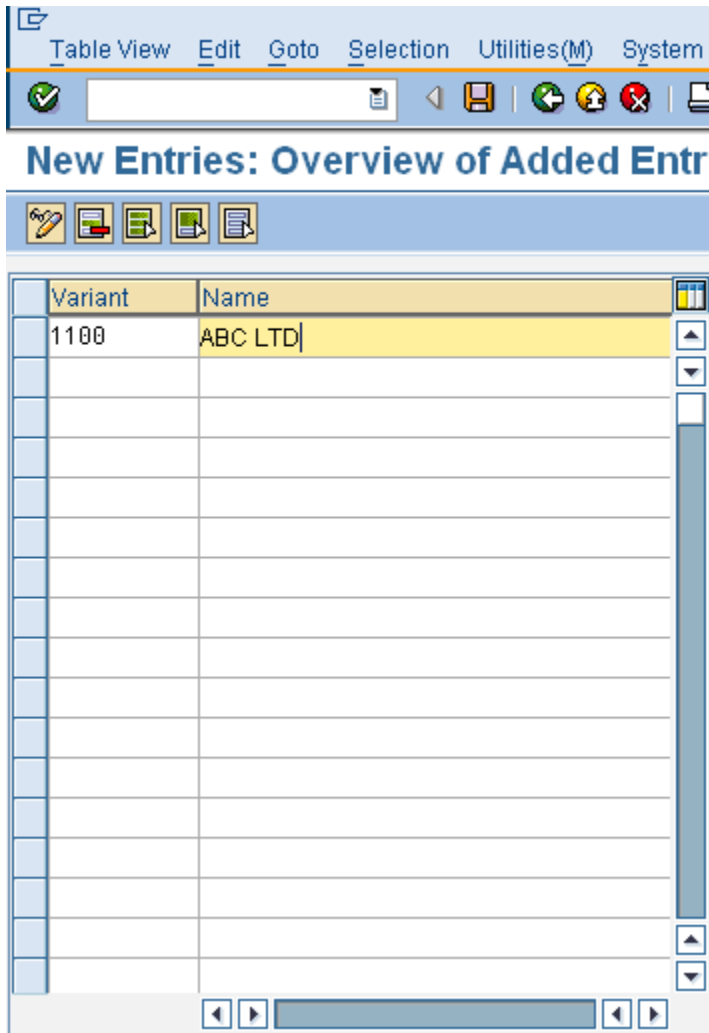 Table View Edit Goto Selection Utilities(M) System
New Entries: Overview of Added Entr
Variant Name
1100 ABC LTD